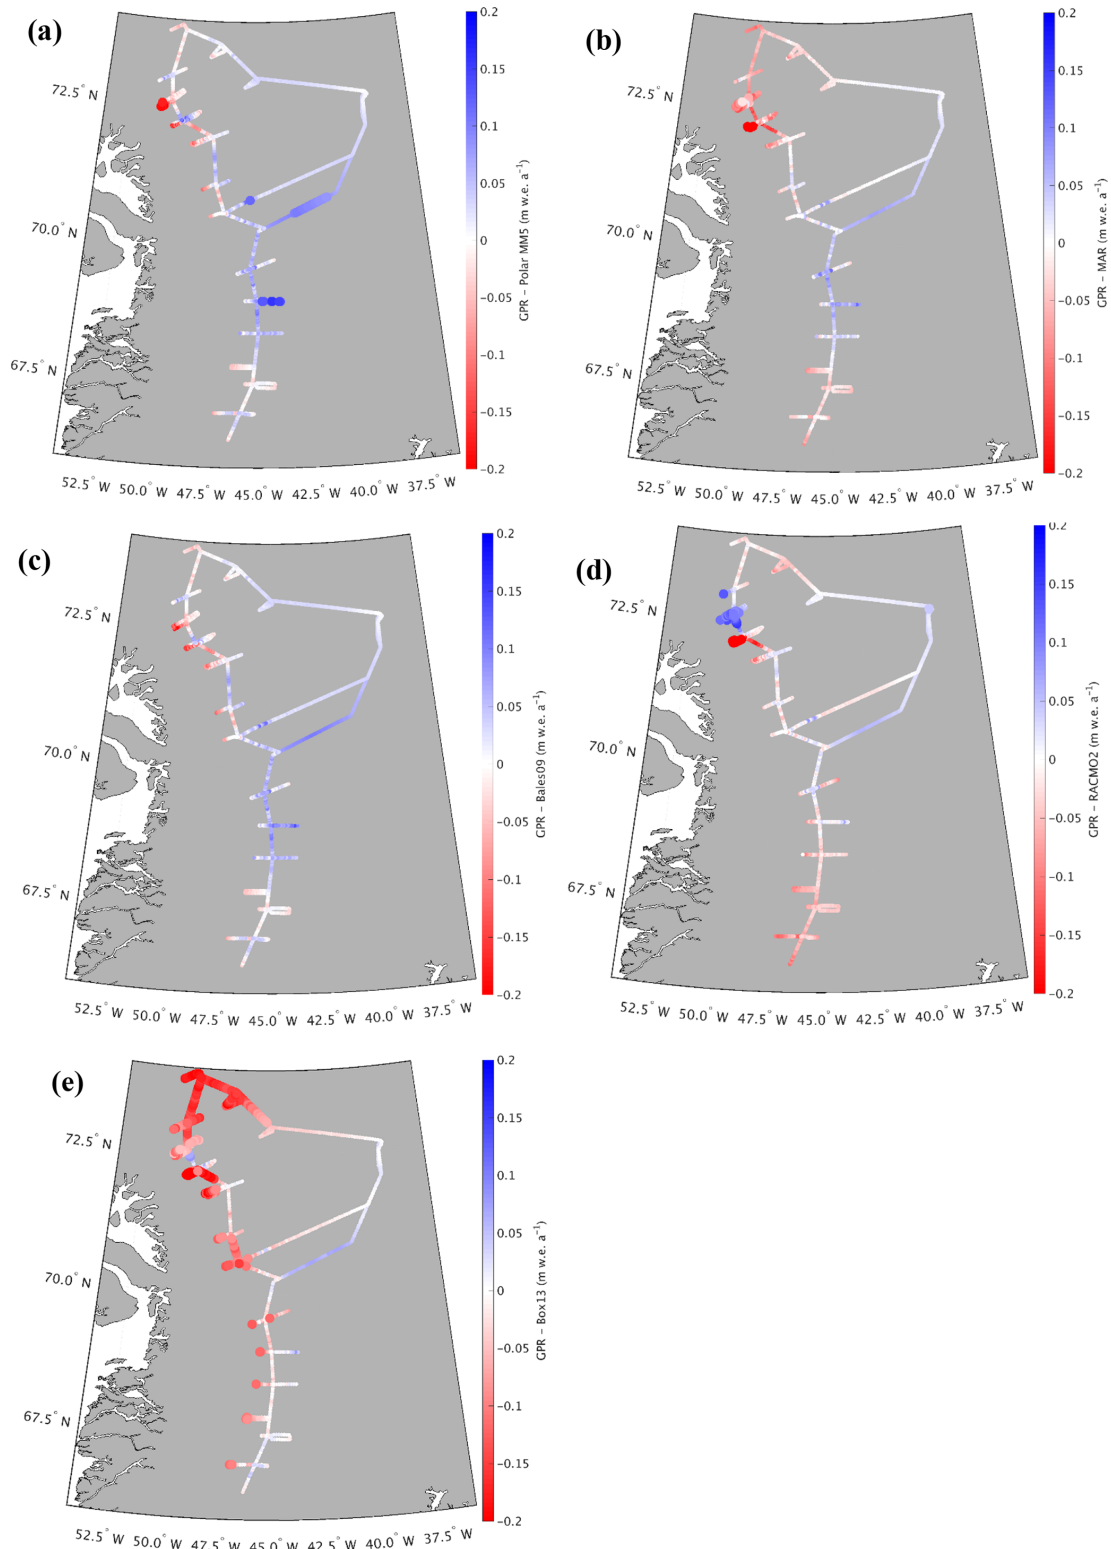 (a)
72.5° N
70.0° N
67.5° N
52.5° W 50.0° W 47.5° W 45.0° W 42.5° W 40.0° W 37.5° W
0.2
0.15
0.1
0.05
0
−0.05
−0.1
−0.15
−0.2
GPR − Polar MM5 (m w.e. a⁻¹)
(b)
72.5° N
70.0° N
67.5° N
52.5° W 50.0° W 47.5° W 45.0° W 42.5° W 40.0° W 37.5° W
0.2
0.15
0.1
0.05
0
−0.05
−0.1
−0.15
−0.2
GPR − MAR (m w.e. a⁻¹)
(c)
72.5° N
70.0° N
67.5° N
52.5° W 50.0° W 47.5° W 45.0° W 42.5° W 40.0° W 37.5° W
0.2
0.15
0.1
0.05
0
−0.05
−0.1
−0.15
−0.2
GPR − Bales09 (m w.e. a⁻¹)
(d)
72.5° N
70.0° N
67.5° N
52.5° W 50.0° W 47.5° W 45.0° W 42.5° W 40.0° W 37.5° W
0.2
0.15
0.1
0.05
0
−0.05
−0.1
−0.15
−0.2
GPR − RACMO2 (m w.e. a⁻¹)
(e)
72.5° N
70.0° N
67.5° N
52.5° W 50.0° W 47.5° W 45.0° W 42.5° W 40.0° W 37.5° W
0.2
0.15
0.1
0.05
0
−0.05
−0.1
−0.15
−0.2
GPR − Box13 (m w.e. a⁻¹)